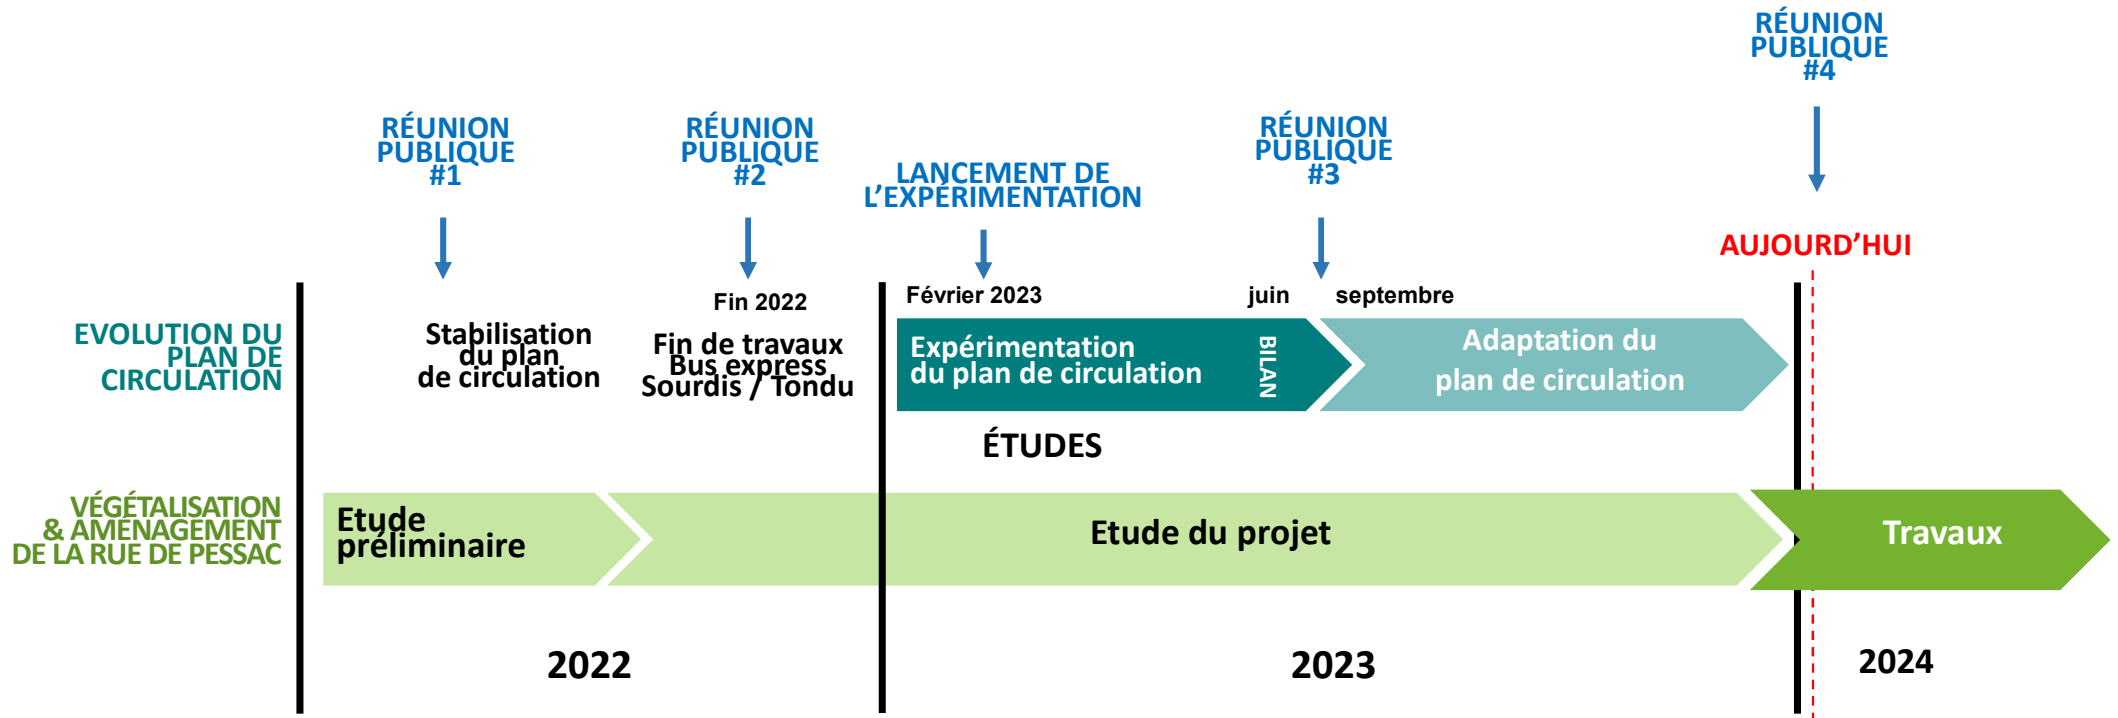 RÉUNION
PUBLIQUE
#4
RÉUNION
PUBLIQUE
#1
RÉUNION
PUBLIQUE
#2
LANCEMENT DE
L’EXPÉRIMENTATION
RÉUNION
PUBLIQUE
#3
AUJOURD’HUI
Fin 2022
Février 2023
juin
septembre
EVOLUTION DU
PLAN DE
CIRCULATION
Stabilisation
du plan
de circulation
Fin de travaux
Bus express
Sourdis / Tondu
Expérimentation
du plan de circulation
BILAN
Adaptation du
plan de circulation
ÉTUDES
VÉGÉTALISATION
& AMÉNAGEMENT
DE LA RUE DE PESSAC
Etude
préliminaire
Etude du projet
Travaux
2022
2023
2024